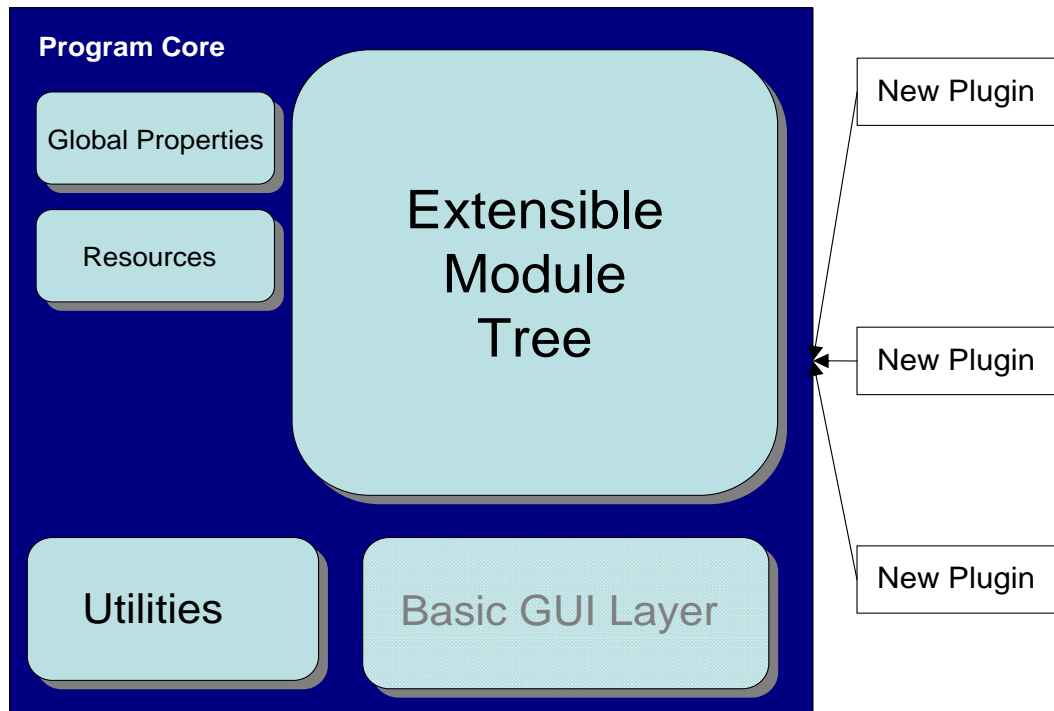 Program Core
Global Properties
Resources
Extensible
Module
Tree
Utilities
Basic GUI Layer
New Plugin
New Plugin
New Plugin